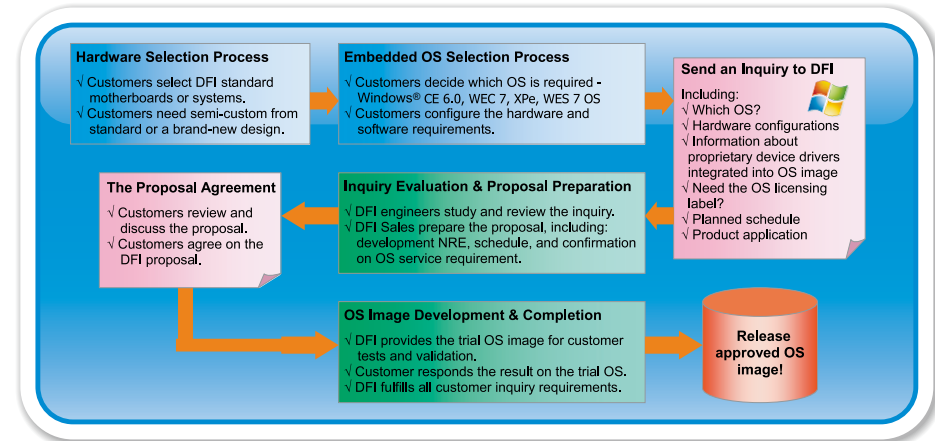 Hardware Selection Process
√ Customers select DFI standard
motherboards or systems.
√ Customers need semi-custom from
standard or a brand-new design.
Embedded OS Selection Process
√ Customers decide which OS is required -
Windows® CE 6.0, WEC 7, XPe, WES 7 OS
√ Customers configure the hardware and
software requirements.
Send an Inquiry to DFI
Including:
√ Which OS?
√ Hardware configurations
√ Information about
proprietary device drivers
integrated into OS image
√ Need the OS licensing
label?
√ Planned schedule
√ Product application
Inquiry Evaluation & Proposal Preparation
√ DFI engineers study and review the inquiry.
√ DFI Sales prepare the proposal, including:
development NRE, schedule, and confirmation
on OS service requirement.
The Proposal Agreement
√ Customers review and
discuss the proposal.
√ Customers agree on the
DFI proposal.
OS Image Development & Completion
√ DFI provides the trial OS image for customer
tests and validation.
√ Customer responds the result on the trial OS.
√ DFI fulfills all customer inquiry requirements.
Release
approved OS
image!